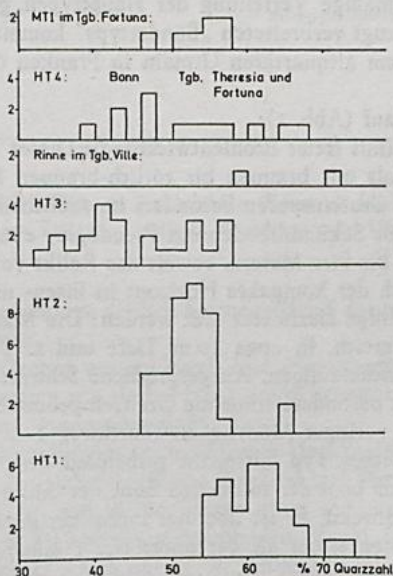 MT1 im Tgb. Fortuna:
2
4
HT4: Bonn Tgb. Theresia und
Fortuna
2
2
Rinne im Tgb. Ville:
4
HT3:
2
HT2:
8
6
4
2
HT1:
6
4
2
30 40 50 60 % 70 Quarzzahl